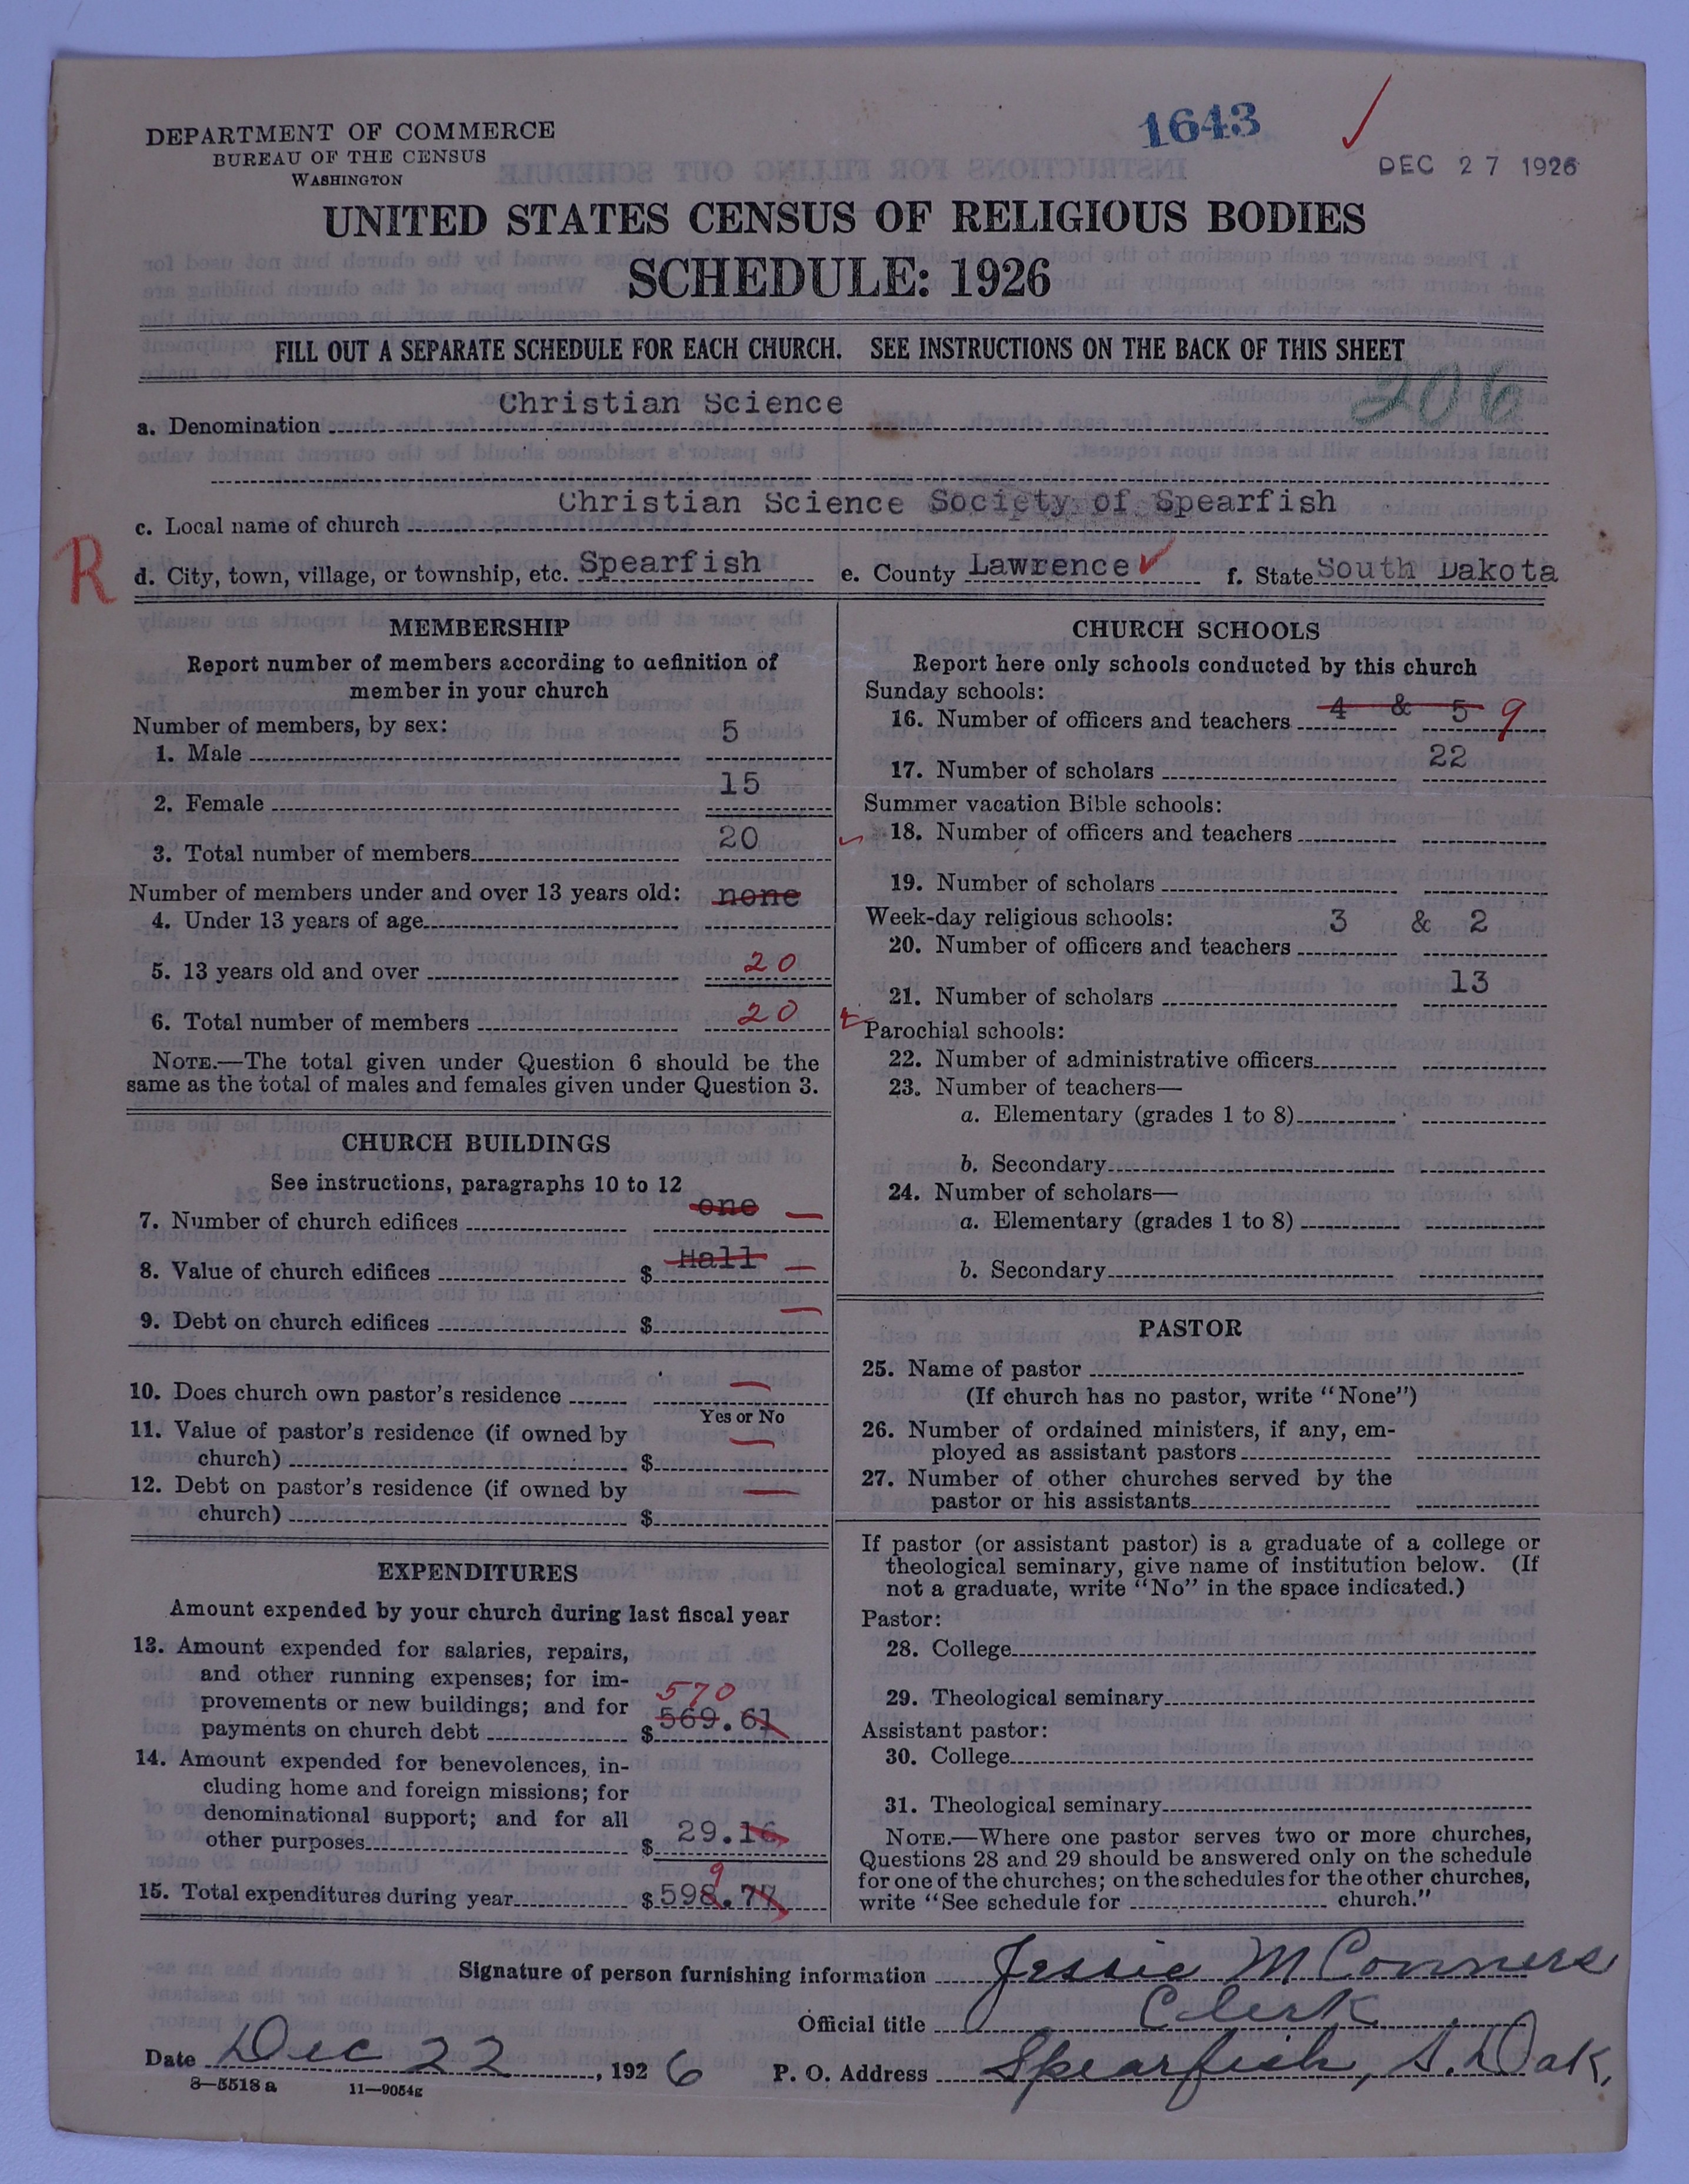 DEPARTMENT OF COMMERCE
BUREAU OF THE CENSUS
WASHINGTON
1643
DEC 27 1926
UNITED STATES CENSUS OF RELIGIOUS BODIES
SCHEDULE: 1926
FILL OUT A SEPARATE SCHEDULE FOR EACH CHURCH. SEE INSTRUCTIONS ON THE BACK OF THIS SHEET
206
a. Denomination Christian Science
c. Local name of church Christian Science Society of Spearfish
R
d. City, town, village, or township, etc. Spearfish e. County Lawrence f. State South Dakota
MEMBERSHIP
Report number of members according to definition of
member in your church
Number of members, by sex:
1. Male 5
2. Female 15
3. Total number of members 20
Number of members under and over 13 years old:
4. Under 13 years of age none
5. 13 years old and over 20
6. Total number of members 20
NOTE.—The total given under Question 6 should be the
same as the total of males and females given under Question 3.
CHURCH BUILDINGS
See instructions, paragraphs 10 to 12
7. Number of church edifices one —
8. Value of church edifices $ Hall —
9. Debt on church edifices $ —
10. Does church own pastor's residence —
Yes or No
11. Value of pastor's residence (if owned by
church) $ —
12. Debt on pastor's residence (if owned by
church) $ —
EXPENDITURES
Amount expended by your church during last fiscal year
13. Amount expended for salaries, repairs,
and other running expenses; for im-
provements or new buildings; and for 570
payments on church debt $ 569.61
14. Amount expended for benevolences, in-
cluding home and foreign missions; for
denominational support; and for all
other purposes $ 29.16
9
15. Total expenditures during year $ 598.77
CHURCH SCHOOLS
Report here only schools conducted by this church
Sunday schools:
16. Number of officers and teachers 4 & 5 9
17. Number of scholars 22
Summer vacation Bible schools:
18. Number of officers and teachers
19. Number of scholars
Week-day religious schools:
20. Number of officers and teachers 3 & 2
21. Number of scholars 13
Parochial schools:
22. Number of administrative officers
23. Number of teachers—
a. Elementary (grades 1 to 8)
b. Secondary
24. Number of scholars—
a. Elementary (grades 1 to 8)
b. Secondary
PASTOR
25. Name of pastor
(If church has no pastor, write "None")
26. Number of ordained ministers, if any, em-
ployed as assistant pastors
27. Number of other churches served by the
pastor or his assistants
If pastor (or assistant pastor) is a graduate of a college or
theological seminary, give name of institution below. (If
not a graduate, write "No" in the space indicated.)
Pastor:
28. College
29. Theological seminary
Assistant pastor:
30. College
31. Theological seminary
NOTE.—Where one pastor serves two or more churches,
Questions 28 and 29 should be answered only on the schedule
for one of the churches; on the schedules for the other churches,
write "See schedule for church."
Signature of person furnishing information Jessie M Conners
Official title Clerk
Date Dec 22, 1926 P. O. Address Spearfish, S. Dak.
8—5518 a 11—9054g